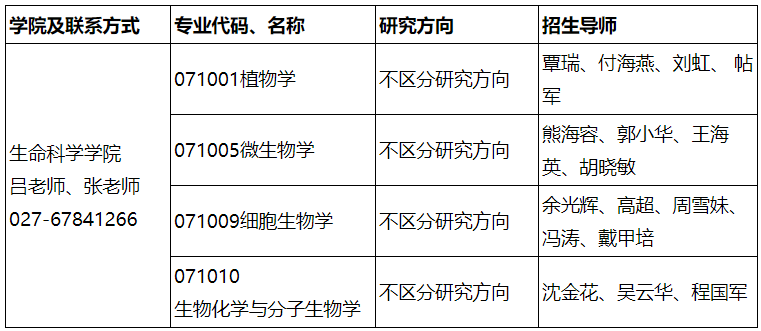 学院及联系方式 专业代码、名称 研究方向 招生导师
生命科学学院
吕老师、张老师
027-67841266
071001植物学 不区分研究方向 覃瑞、付海燕、刘虹、 帖
军
071005微生物学 不区分研究方向 熊海容、郭小华、王海
英、胡晓敏
071009细胞生物学 不区分研究方向 余光辉、高超、周雪妹、
冯涛、戴甲培
071010
生物化学与分子生物学 不区分研究方向 沈金花、吴云华、程国军